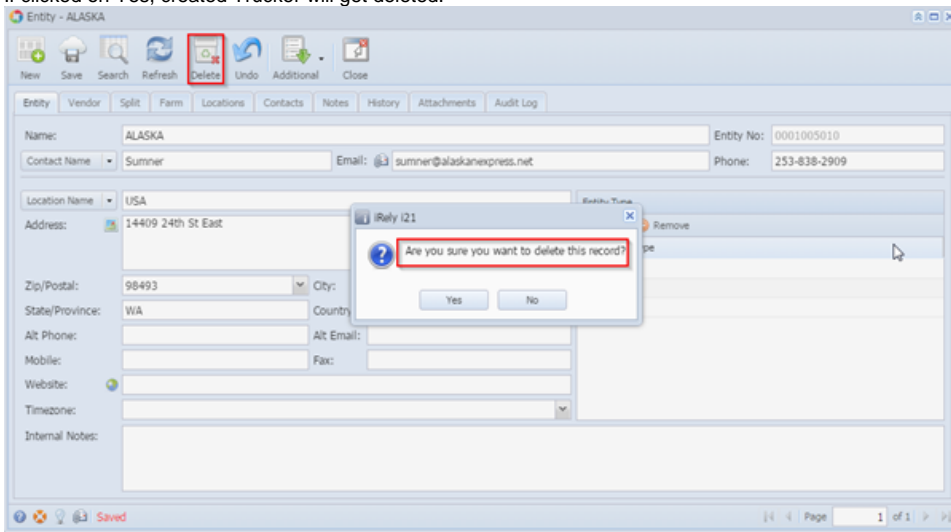 If clicked on Yes, created Trucker will get deleted.
Entity - ALASKA
New Save Search Refresh Delete Undo Additional Close
Entity Vendor Split Farm Locations Contacts Notes History Attachments Audit Log
Name: ALASKA Entity No: 0001005010
Contact Name Sumner Email: sumner@alaskanexpress.net Phone: 253-838-2909
Location Name USA Entity Type
Address: 14409 24th St East Remove
iRely i21
Are you sure you want to delete this record?
Yes No
Zip/Postal: 98493 City:
State/Province: WA Country
Alt Phone: Alt Email:
Mobile: Fax:
Website:
Timezone:
Internal Notes:
Saved Page 1 of 1